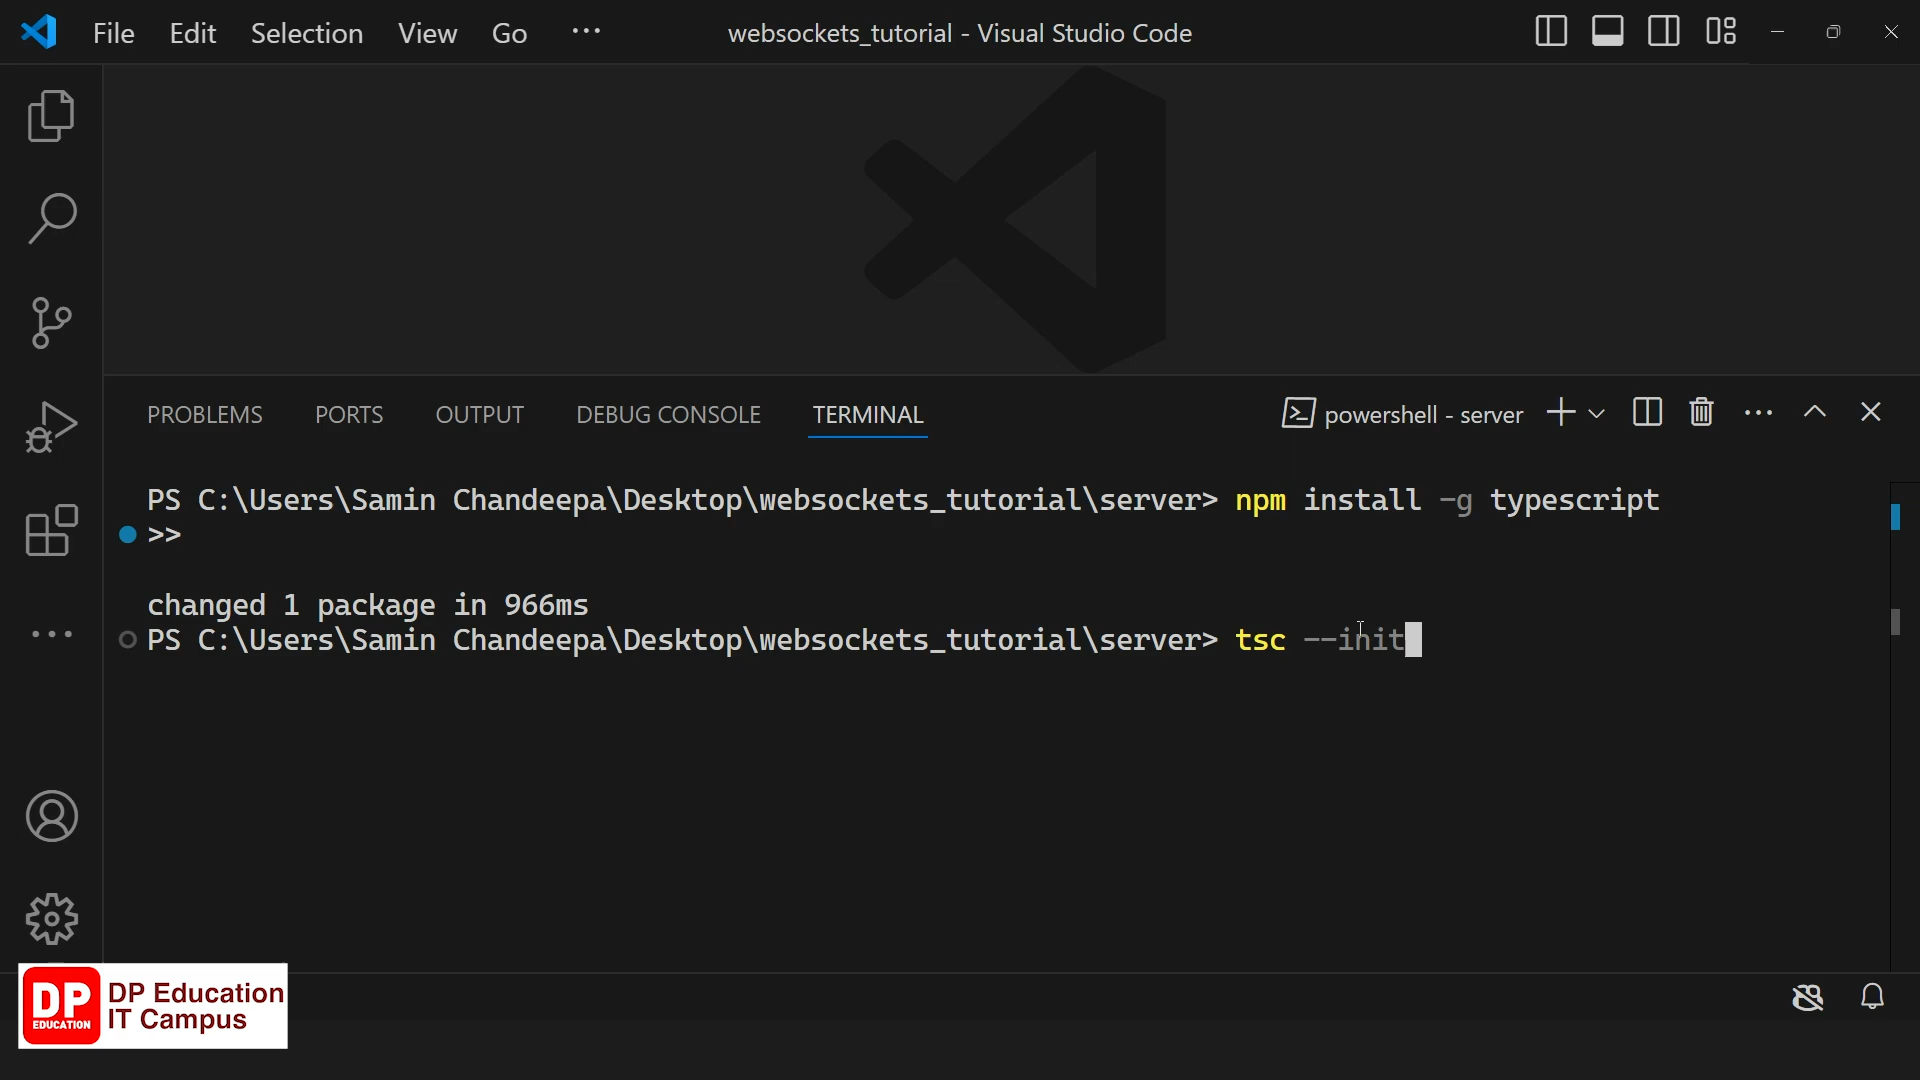 File Edit Selection View Go ··· websockets_tutorial - Visual Studio Code
PROBLEMS PORTS OUTPUT DEBUG CONSOLE TERMINAL powershell - server
PS C:\Users\Samin Chandeepa\Desktop\websockets_tutorial\server> npm install -g typescript
>>
changed 1 package in 966ms
PS C:\Users\Samin Chandeepa\Desktop\websockets_tutorial\server> tsc --init
DP
EDUCATION
DP Education
IT Campus